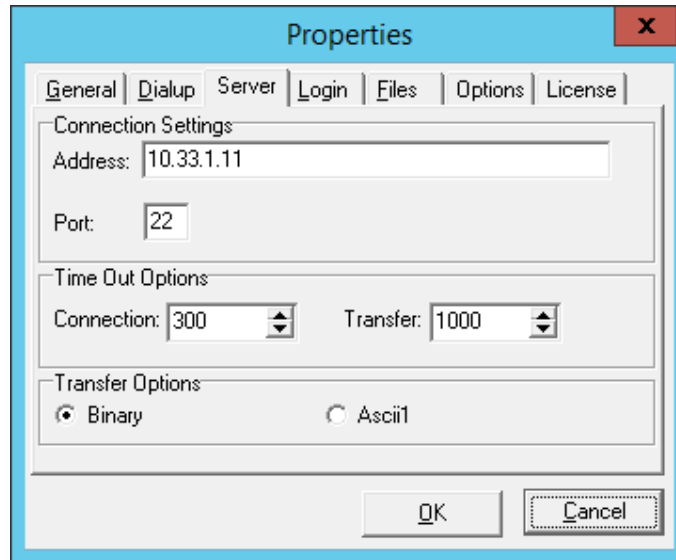 Properties
x
General Dialup Server Login Files Options License
Connection Settings
Address: 10.33.1.11
Port: 22
Time Out Options
Connection: 300 Transfer: 1000
Transfer Options
Binary Ascii1
OK Cancel